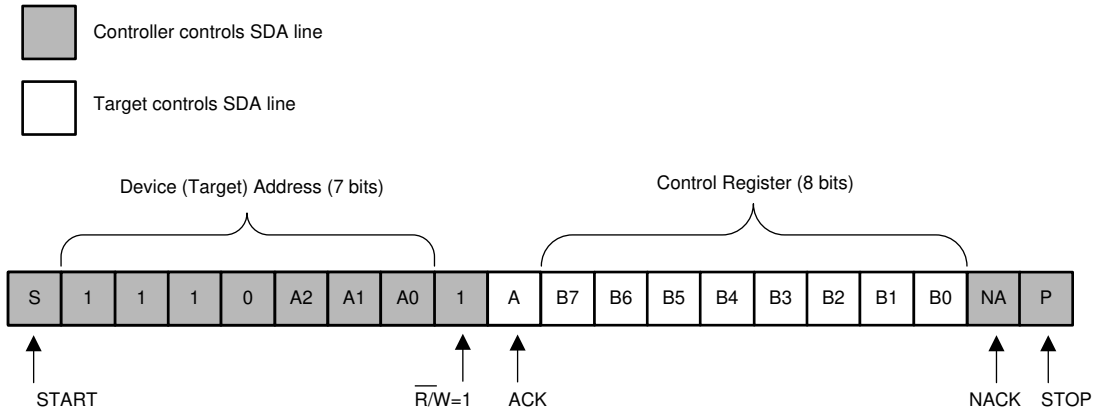 Controller controls SDA line
Target controls SDA line
Device (Target) Address (7 bits)
Control Register (8 bits)
S 1 1 1 0 A2 A1 A0 1 A B7 B6 B5 B4 B3 B2 B1 B0 NA P
START
R/W=1
ACK
NACK
STOP